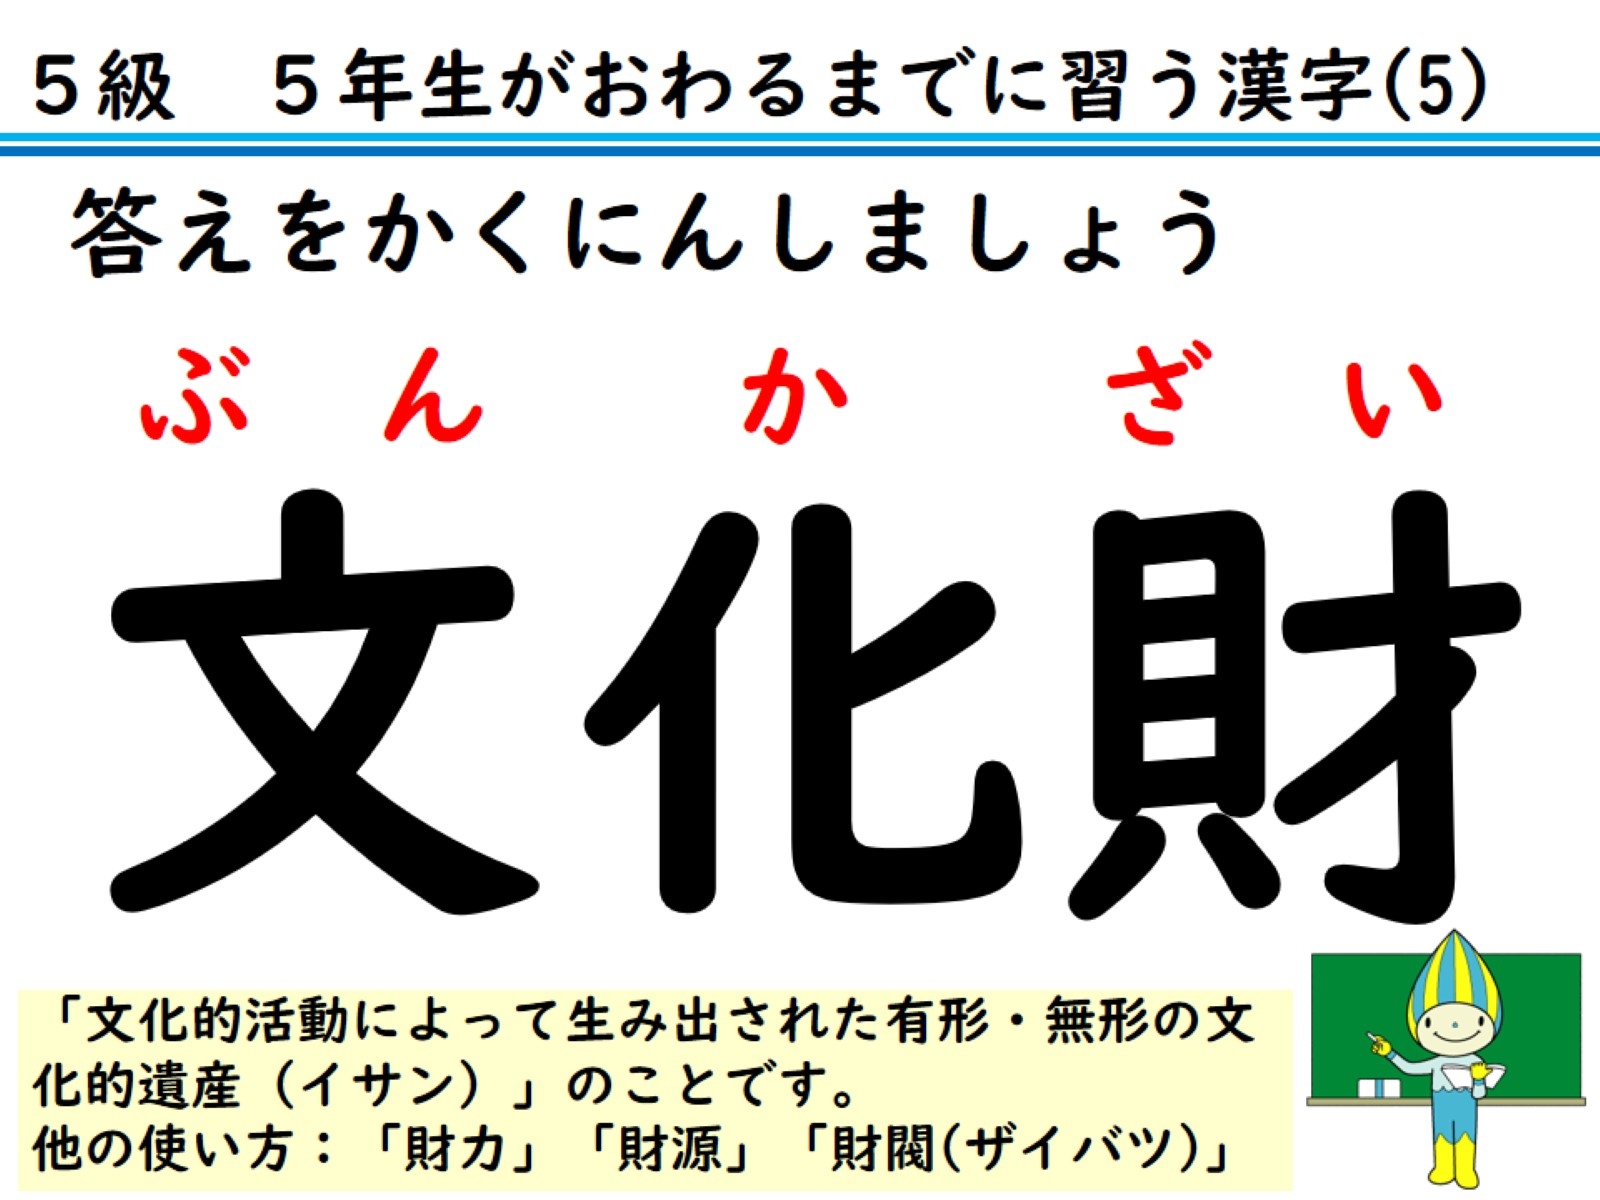 ５級　５年生がおわるまでに習う漢字(5)
答えをかくにんしましょう
ぶんかざい
文化財
「文化的活動によって生み出された有形・無形の文
化的遺産（イサン）」のことです。
他の使い方：「財力」「財源」「財閥(ザイバツ)」